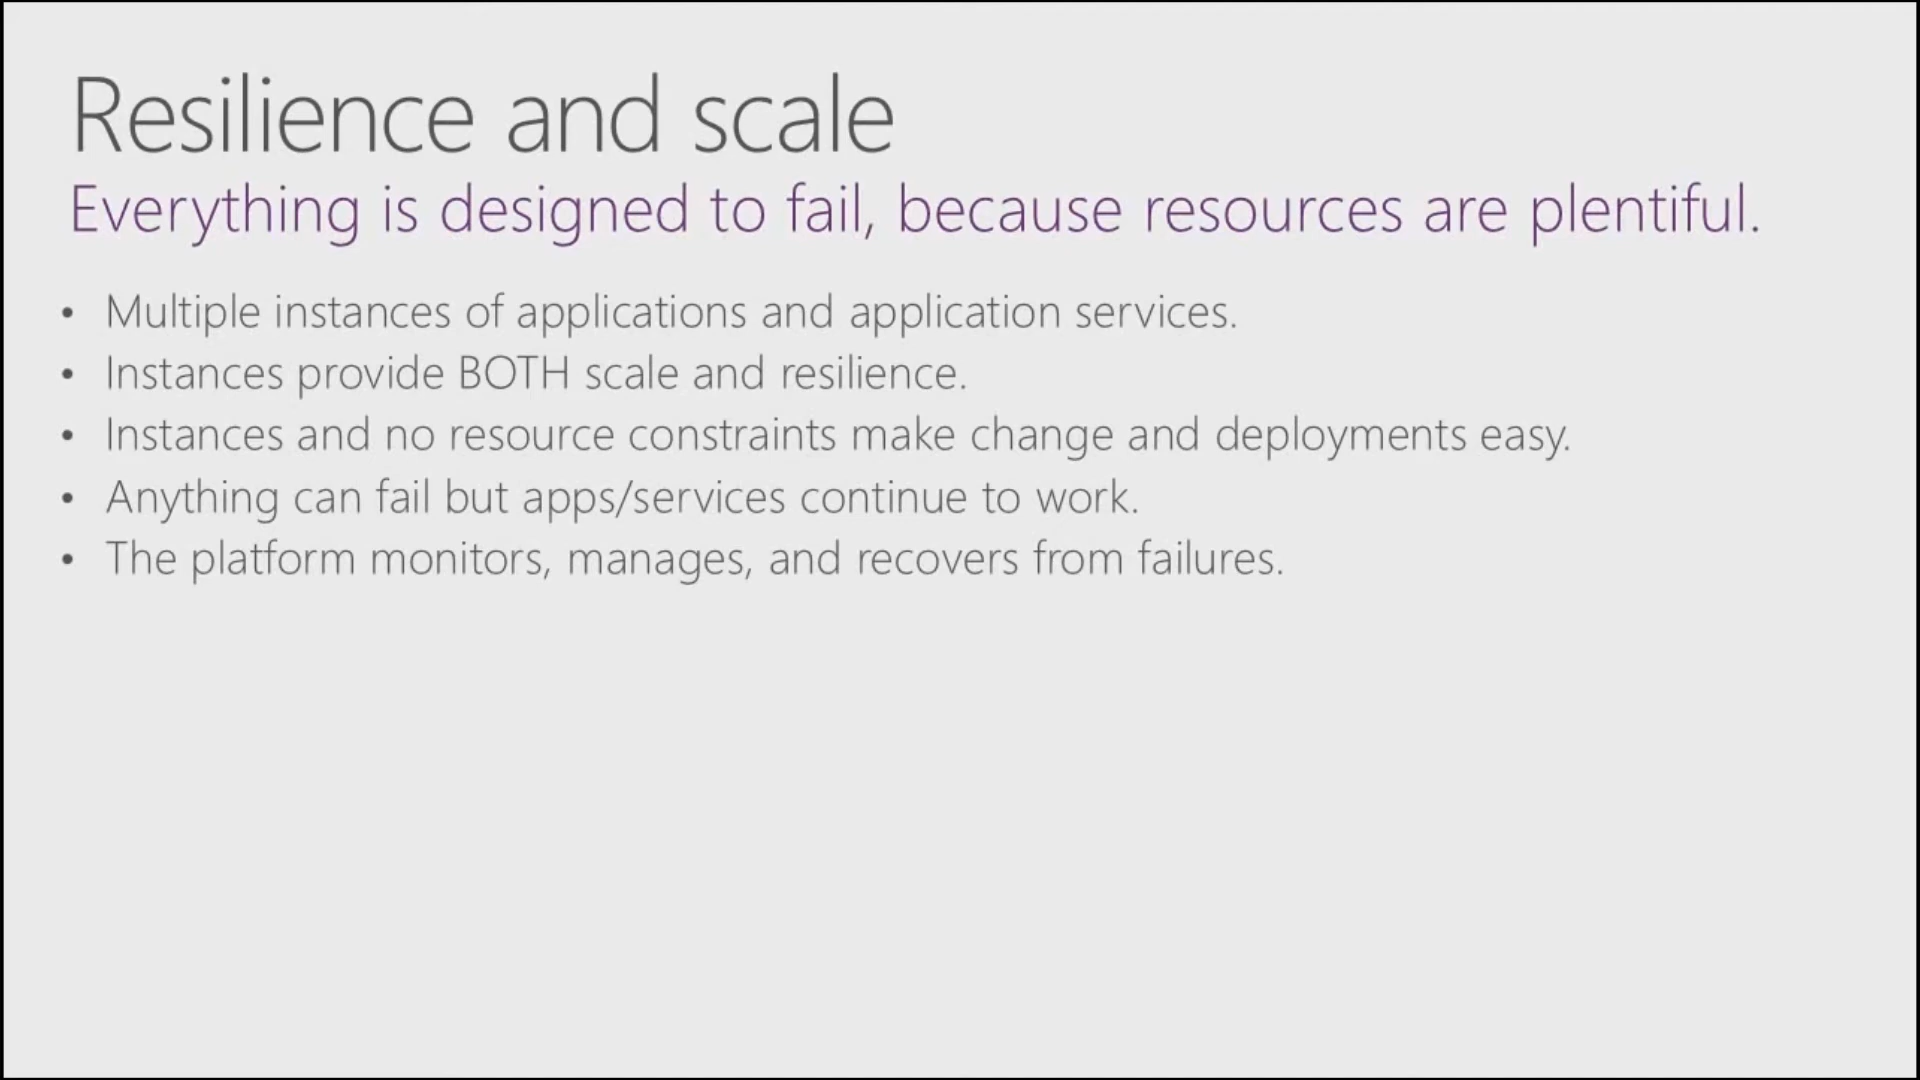 Resilience and scale
Everything is designed to fail, because resources are plentiful.
• Multiple instances of applications and application services.
• Instances provide BOTH scale and resilience.
• Instances and no resource constraints make change and deployments easy.
• Anything can fail but apps/services continue to work.
• The platform monitors, manages, and recovers from failures.